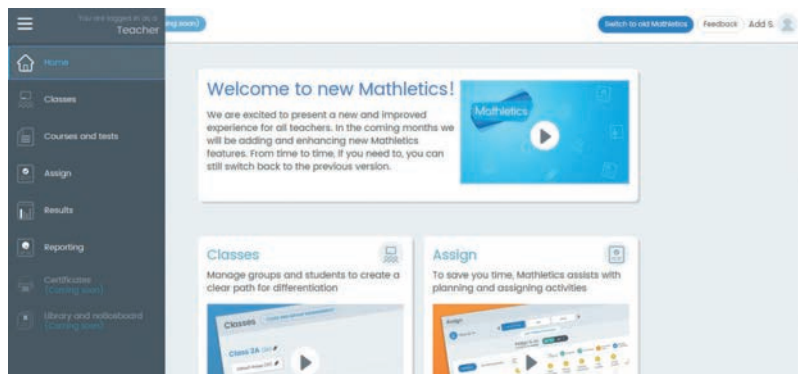 You are logged in as a
Teacher
ing soon)
Switch to old Mathletics
Feedback
Add S.
Home
Classes
Courses and tests
Assign
Results
Reporting
Certificates
(Coming soon)
Library and noticeboard
(Coming soon)
Welcome to new Mathletics!
We are excited to present a new and improved
experience for all teachers. In the coming months we
will be adding and enhancing new Mathletics
features. From time to time, if you need to, you can
still switch back to the previous version.
Mathletics
Classes
Manage groups and students to create a
clear path for differentiation
Classes
Class 2A
Assign
To save you time, Mathletics assists with
planning and assigning activities
Assign